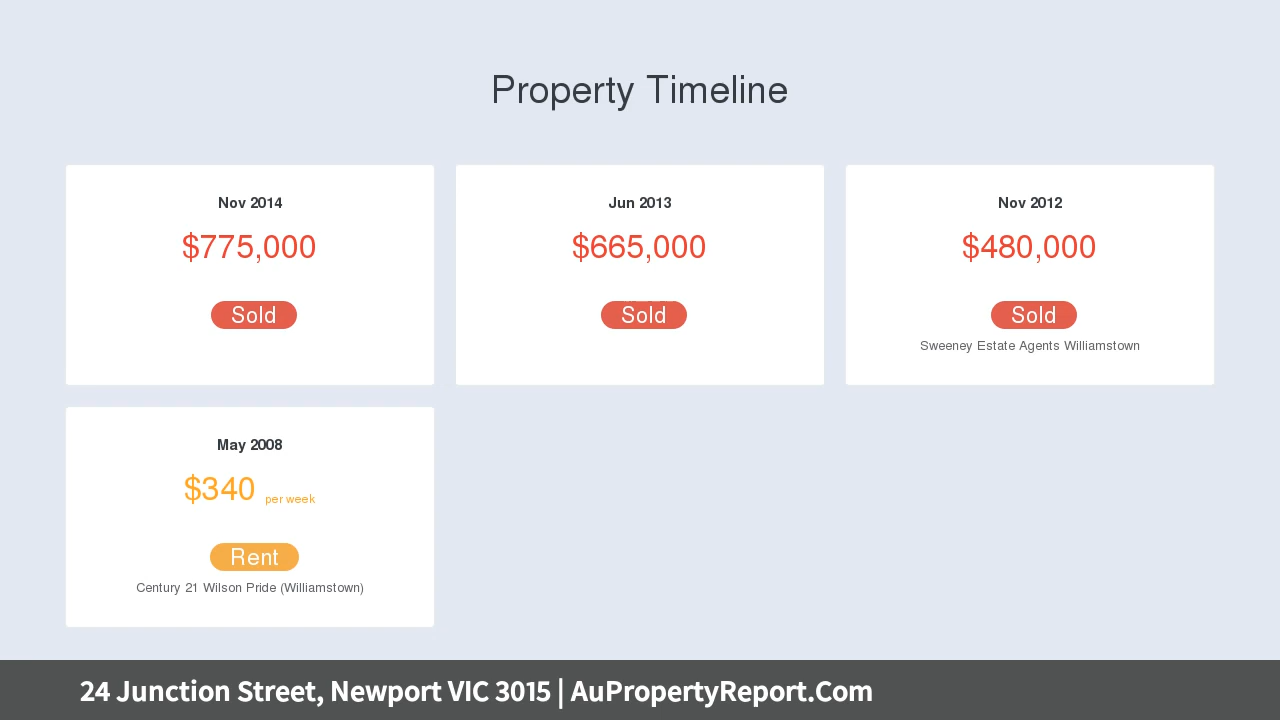 Property Timeline
Nov 2014
$775,000
Sold
Jun 2013
$665,000
Sold
Nov 2012
$480,000
Sold
Sweeney Estate Agents Williamstown
May 2008
$340 per week
Rent
Century 21 Wilson Pride (Williamstown)
24 Junction Street, Newport VIC 3015 | AuPropertyReport.Com